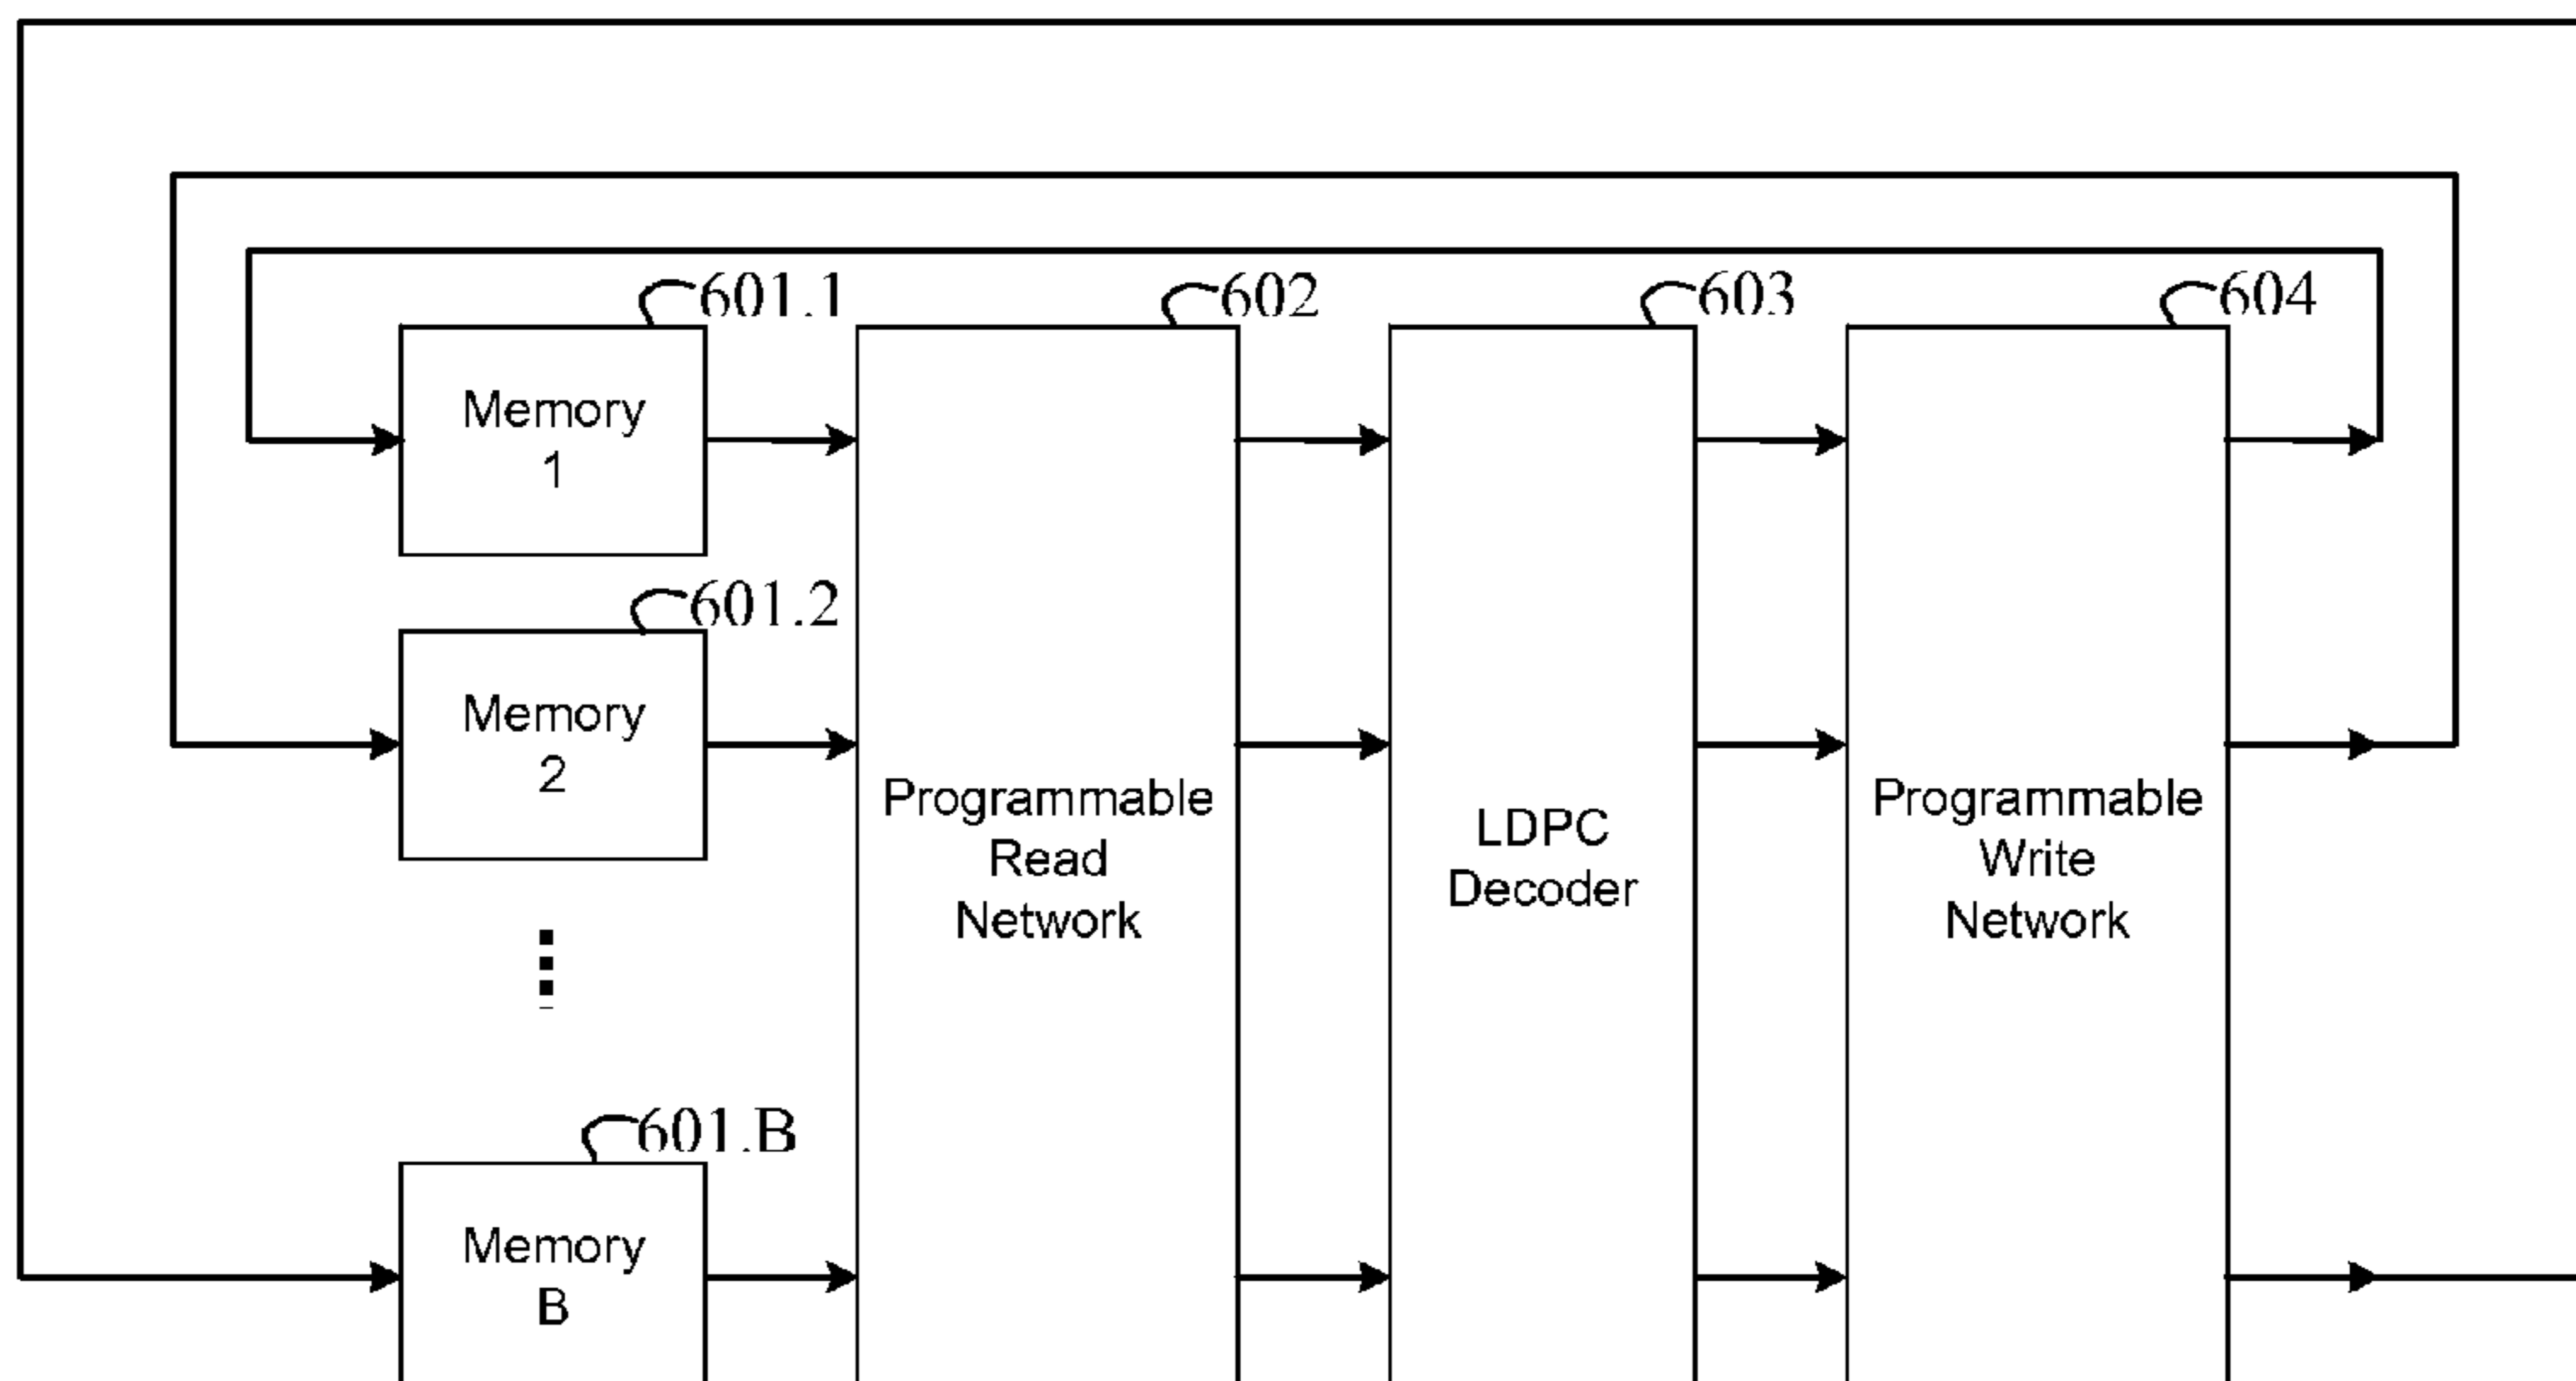 601.1
602
603
604
Memory
1
601.2
Memory
2
Programmable
Read
Network
LDPC
Decoder
Programmable
Write
Network
601.B
Memory
B